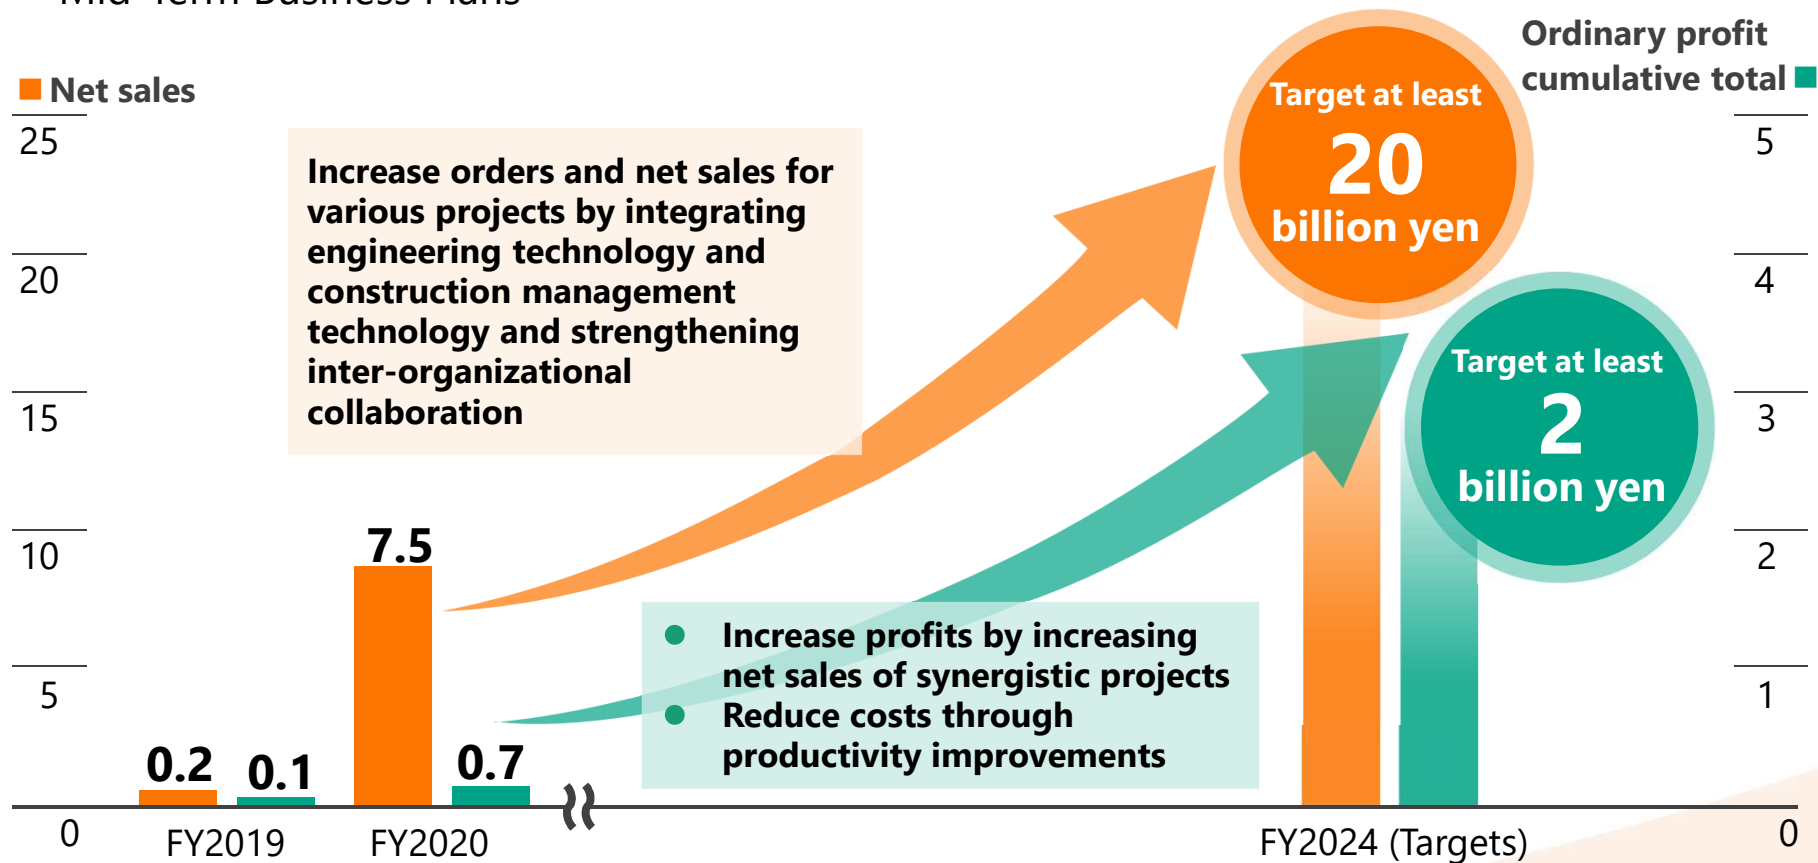 Mid-Term Business Plans
Net sales
Ordinary profit
cumulative total
25
20
15
10
5
0
5
4
3
2
1
0
Increase orders and net sales for
various projects by integrating
engineering technology and
construction management
technology and strengthening
inter-organizational
collaboration
Target at least
20
billion yen
Target at least
2
billion yen
Increase profits by increasing
net sales of synergistic projects
Reduce costs through
productivity improvements
0.2
0.1
7.5
0.7
FY2019
FY2020
FY2024 (Targets)